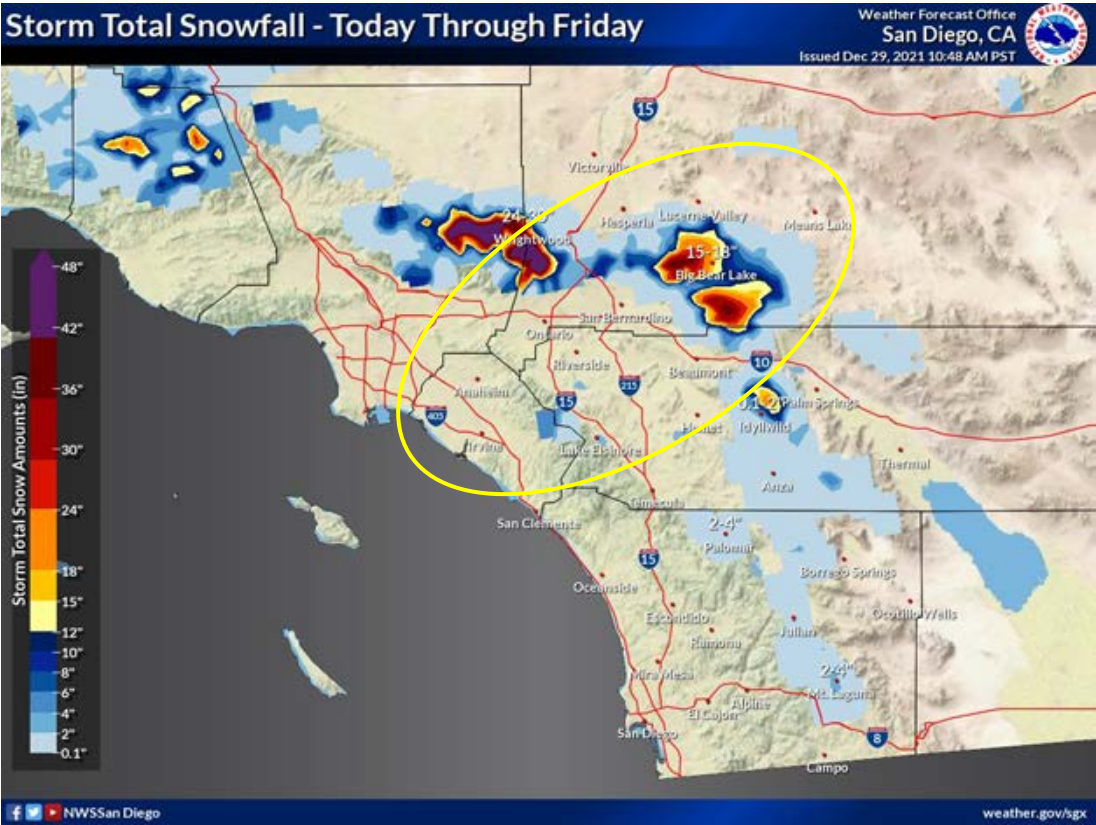 Storm Total Snowfall - Today Through Friday
Weather Forecast Office
San Diego, CA
Issued Dec 29, 2021 10:48 AM PST
NATIONAL WEATHER SERVICE
15
Victorville
24-36"
Wrightwood
Hesperia
Lucerne Valley
Means Lake
15-18"
Big Bear Lake
San Bernardino
Ontario
Riverside
Beaumont
10
Anaheim
215
15
405
Palm Springs
Hemet
Idyllwild
Irvine
Lake Elsinore
Thermal
Anza
Temecula
San Clemente
2-4"
Palomar
15
Borrego Springs
Oceanside
Escondido
Ocotillo Wells
Ramona
Julian
Mira Mesa
2-4"
Mt. Laguna
Alpine
El Cajon
San Diego
8
Campo
Storm Total Snow Amounts (in)
48"
42"
36"
30"
24"
18"
15"
12"
10"
8"
6"
4"
2"
0.1"
NWSSan Diego
weather.gov/sgx